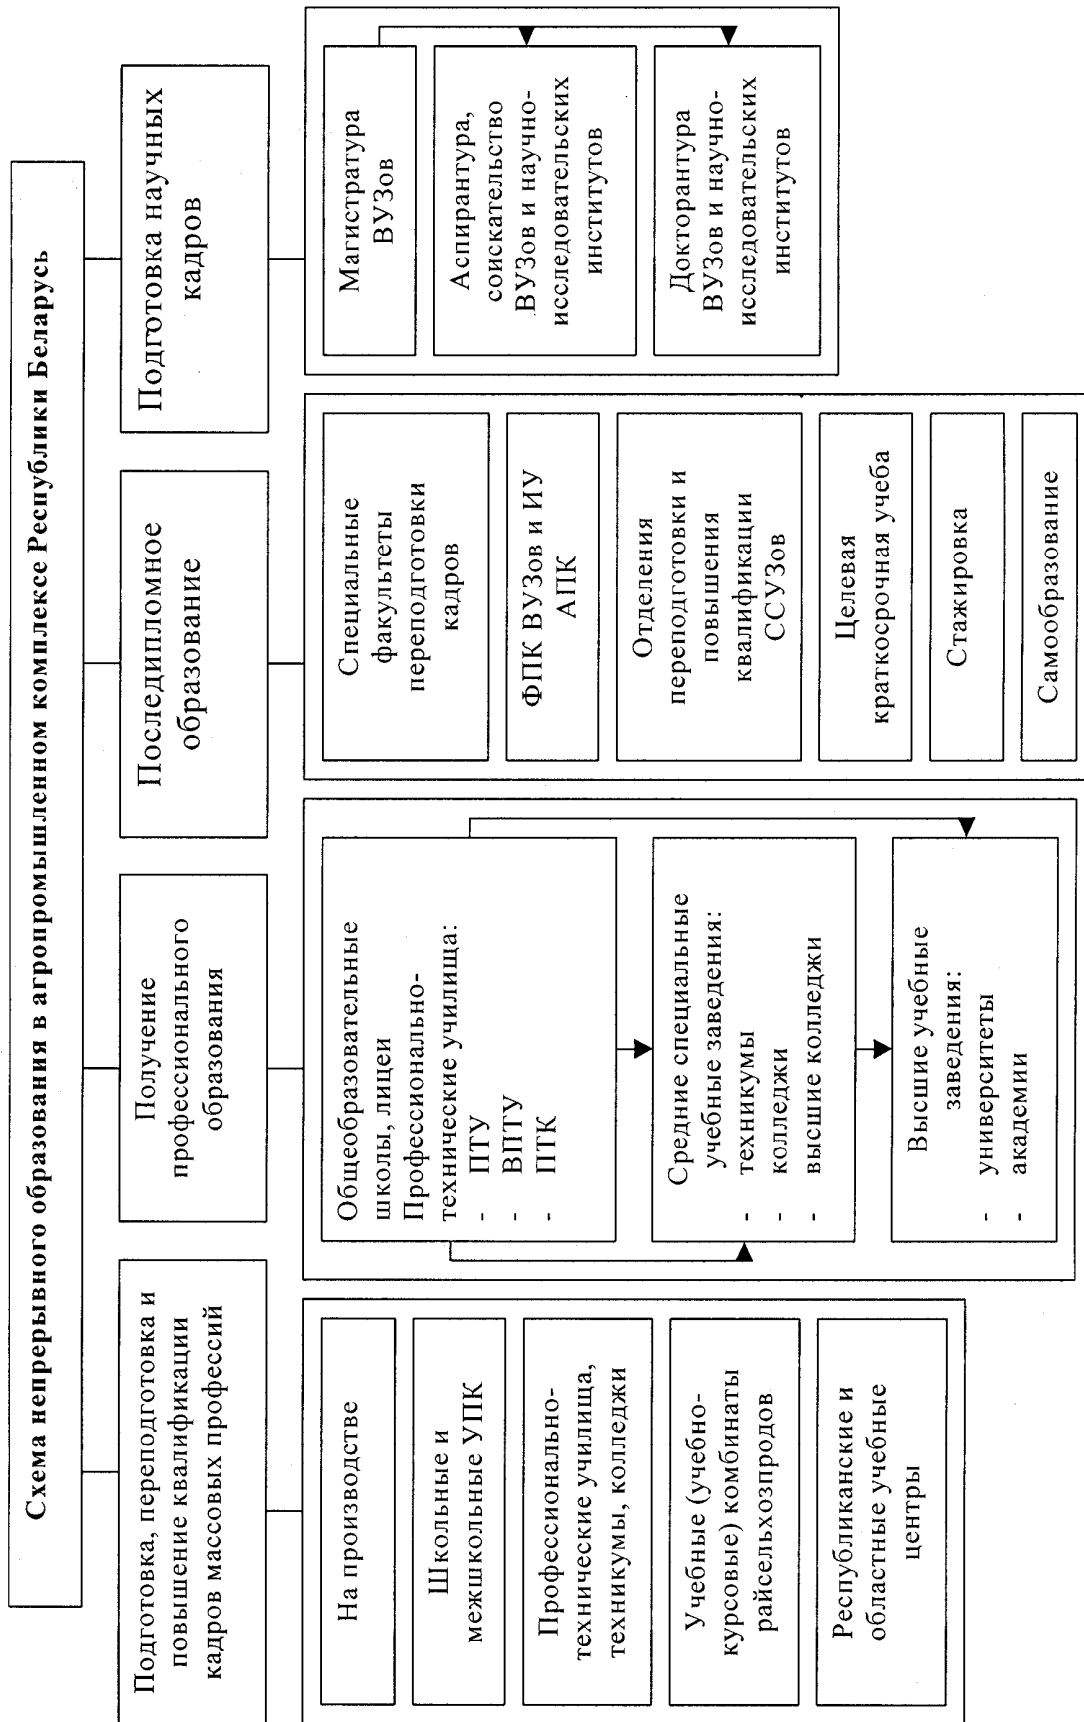 Схема непрерывного образования в агропромышленном комплексе Республики Беларусь
Подготовка, переподготовка и
повышение квалификации
кадров массовых профессий
На производстве
Школьные и
межшкольные УПК
Профессионально-
технические училища,
техникумы, колледжи
Учебные (учебно-
курсовые) комбинаты
райсельхозпродов
Республиканские и
областные учебные
центры
Получение
профессионального
образования
Общеобразовательные
школы, лицеи
Профессионально-
технические училища:
- ПТУ
- ВПТУ
- ПТК
Средние специальные
учебные заведения:
- техникумы
- колледжи
- высшие колледжи
Высшие учебные
заведения:
- университеты
- академии
Последипломное
образование
Специальные
факультеты
переподготовки
кадров
ФПК ВУЗов и ИУ
АПК
Отделения
переподготовки и
повышения
квалификации
ССУЗов
Целевая
краткосрочная учеба
Стажировка
Самообразование
Подготовка научных
кадров
Магистратура
ВУЗов
Аспирантура,
соискательство
ВУЗов и научно-
исследовательских
институтов
Докторантура
ВУЗов и научно-
исследовательских
институтов